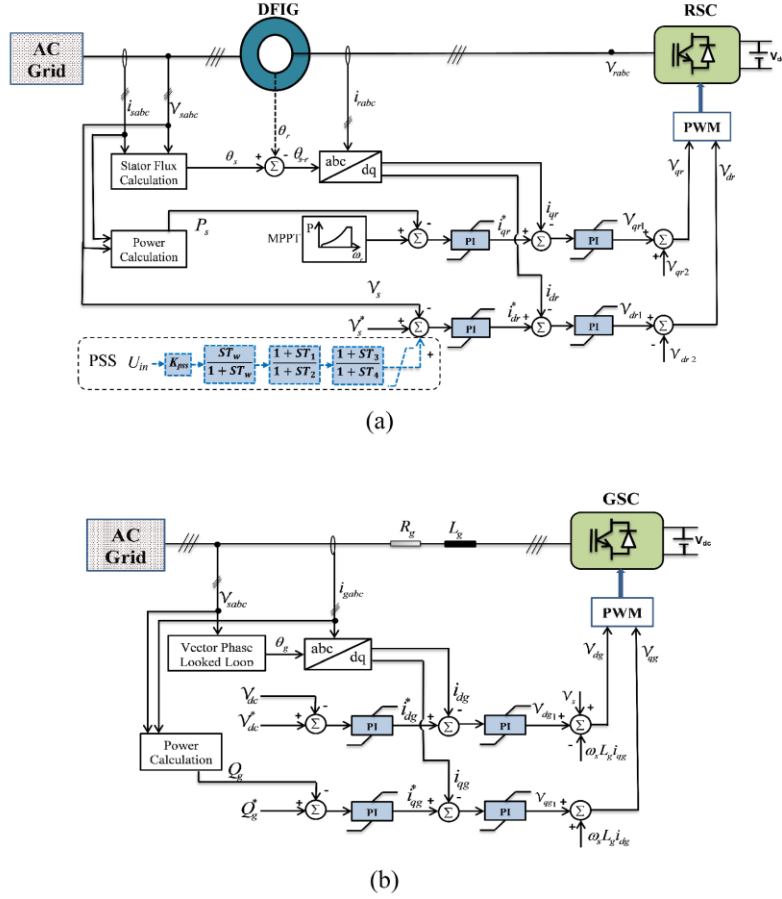 DFIG
RSC
AC
Grid
V_d
V_rabc
i_sabc
V_sabc
i_rabc
θ_r
PWM
Stator Flux
Calculation
θ_s
+
-
Σ
θ_s-r
abc
dq
V_qr
V_dr
P_s
i_qr
Power
Calculation
MPPT
P
ω_r
+
-
Σ
PI
i*_qr
+
-
Σ
PI
V_qr1
+
Σ
+
V_qr2
V_s
i_dr
V*_s
+
-
Σ
PI
i*_dr
+
-
Σ
PI
V_dr1
+
Σ
-
V_dr2
+
PSS U_in
K_pss
ST_w
1 + ST_w
1 + ST_1
1 + ST_2
1 + ST_3
1 + ST_4
(a)
GSC
AC
Grid
R_g
L_g
V_dc
V_sabc
i_gabc
PWM
Vector Phase
Looked Loop
θ_g
abc
dq
V_dg
V_qg
V_dc
i_dg
V_s
V*_dc
+
-
Σ
PI
i*_dg
+
-
Σ
PI
V_dg1
+
+
Σ
-
ω_s L_g i_qg
Power
Calculation
Q_g
i_qg
Q*_g
+
-
Σ
PI
i*_qg
+
-
Σ
PI
V_qg1
+
Σ
+
ω_s L_g i_dg
(b)